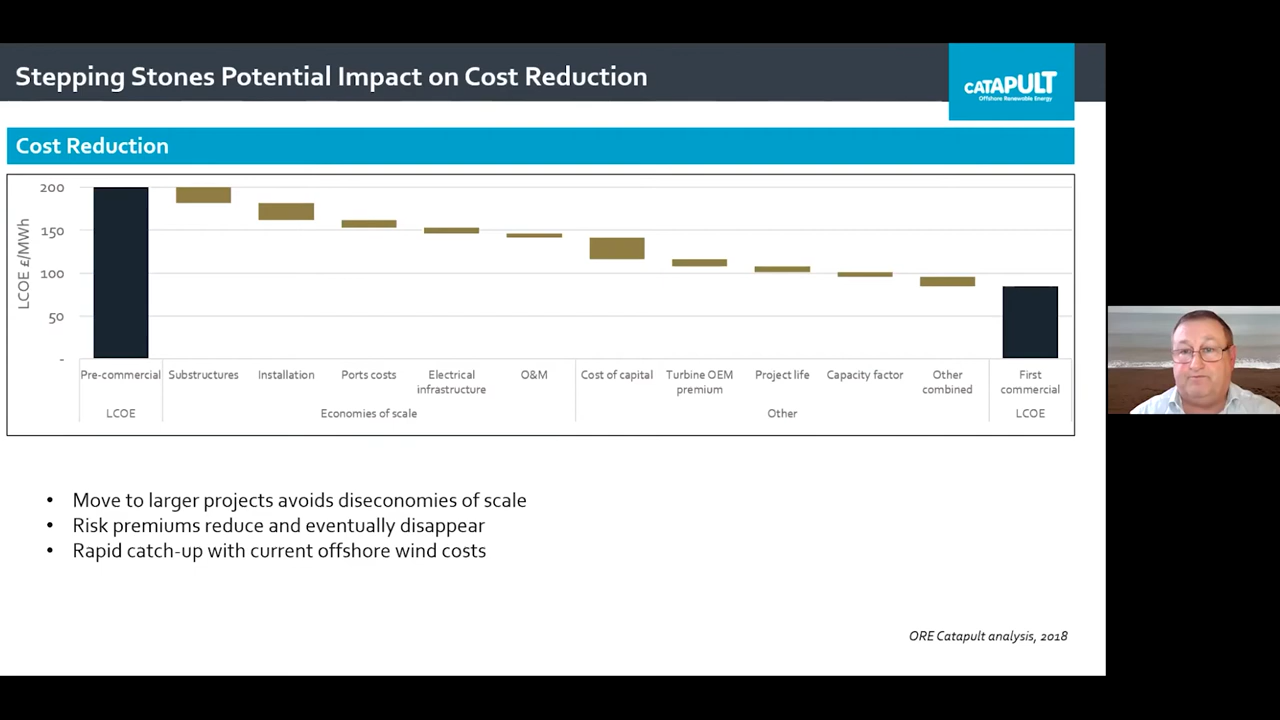 Stepping Stones Potential Impact on Cost Reduction
CATAPULT
Offshore Renewable Energy
Cost Reduction
LCOE £/MWh
200
150
100
50
-
Pre-commercial
Substructures
Installation
Ports costs
Electrical
infrastructure
O&M
Cost of capital
Turbine OEM
premium
Project life
Capacity factor
Other
combined
First
commercial
LCOE
Economies of scale
Other
LCOE
• Move to larger projects avoids diseconomies of scale
• Risk premiums reduce and eventually disappear
• Rapid catch-up with current offshore wind costs
ORE Catapult analysis, 2018